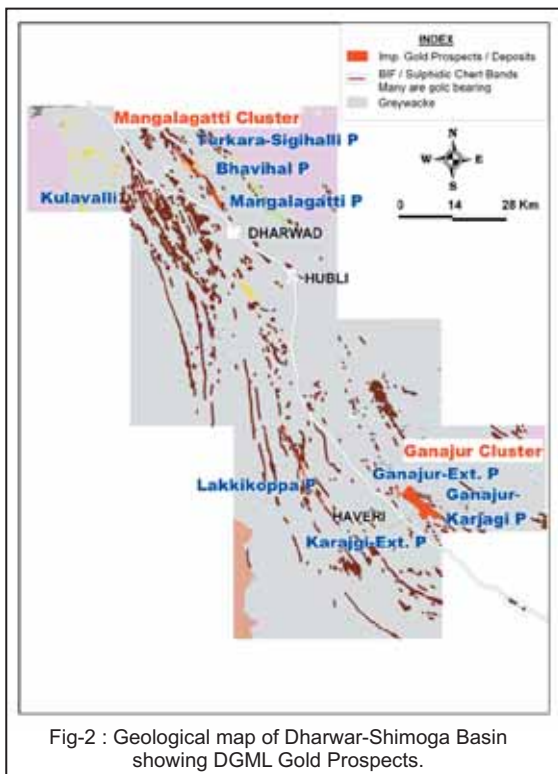 INDEX
Imp. Gold Prospects / Deposits
BIF / Sulphidic Chert Bands
Many are golc bearing
Greywacke
Mangalagatti Cluster
Turkara-Sigihalli P
Bhavihal P
Kulavalli
Mangalagatti P
DHARWAD
HUBLI
N
W E
S
0 14 28 Km
Ganajur Cluster
Ganajur-Ext. P
Lakkikoppa P
Ganajur-
Karjagi P
HAVERI
Karajgi-Ext. P
Fig-2 : Geological map of Dharwar-Shimoga Basin
showing DGML Gold Prospects.